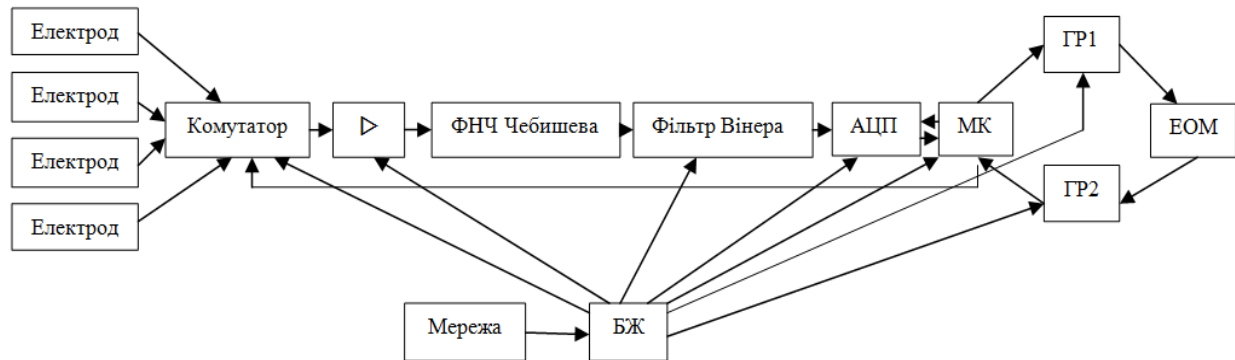 Електрод
Електрод
Електрод
Електрод
Комутатор
ФНЧ Чебишева
Фільтр Вінера
АЦП
МК
ГР1
ЕОМ
ГР2
Мережа
БЖ